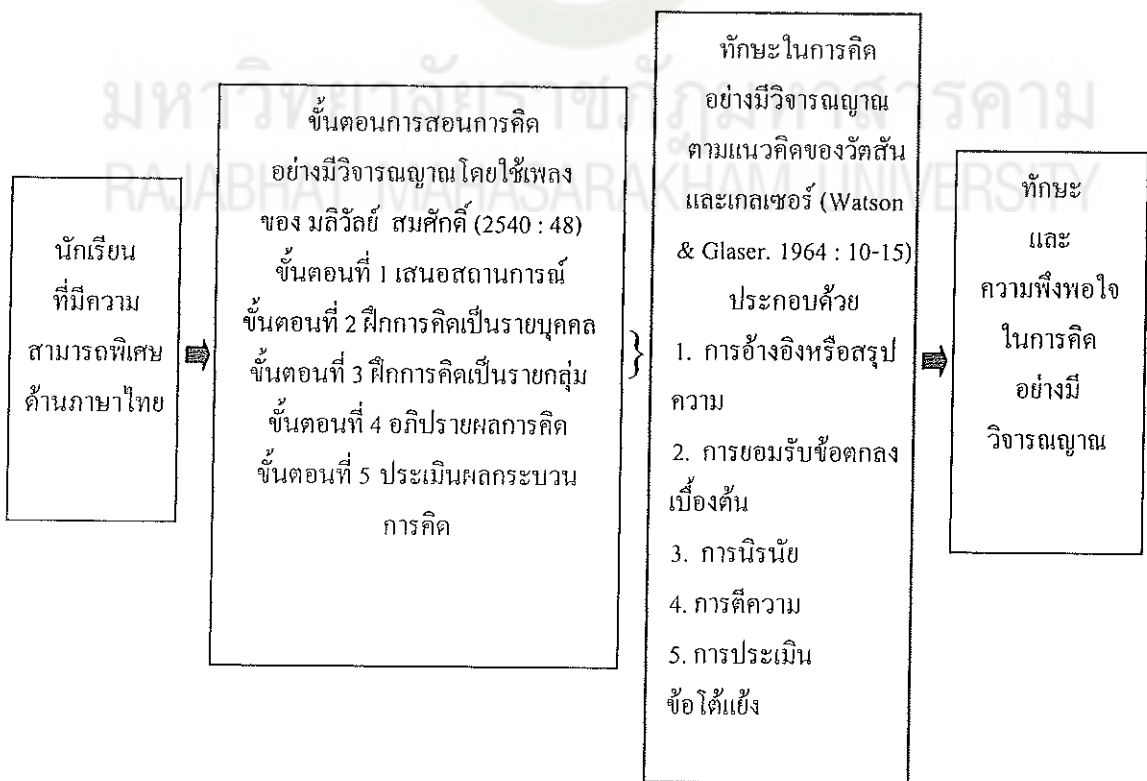 มหาวิทยาลัยราชภัฏมหาสารคาม
RAJABHAT MAHASARAKHAM UNIVERSITY
นักเรียน
ที่มีความ
สามารถพิเศษ
ด้านภาษาไทย
ขั้นตอนการสอนการคิด
อย่างมีวิจารณญาณโดยใช้เพลง
ของ มลิวัลย์ สมศักดิ์ (2540 : 48)
ขั้นตอนที่ 1 เสนอสถานการณ์
ขั้นตอนที่ 2 ฝึกการคิดเป็นรายบุคคล
ขั้นตอนที่ 3 ฝึกการคิดเป็นรายกลุ่ม
ขั้นตอนที่ 4 อภิปรายผลการคิด
ขั้นตอนที่ 5 ประเมินผลกระบวน
การคิด
}
ทักษะในการคิด
อย่างมีวิจารณญาณ
ตามแนวคิดของวัตสัน
และเกลเซอร์ (Watson
& Glaser. 1964 : 10-15)
ประกอบด้วย
1. การอ้างอิงหรือสรุป
ความ
2. การยอมรับข้อตกลง
เบื้องต้น
3. การนิรนัย
4. การตีความ
5. การประเมิน
ข้อโต้แย้ง
ทักษะ
และ
ความพึงพอใจ
ในการคิด
อย่างมี
วิจารณญาณ